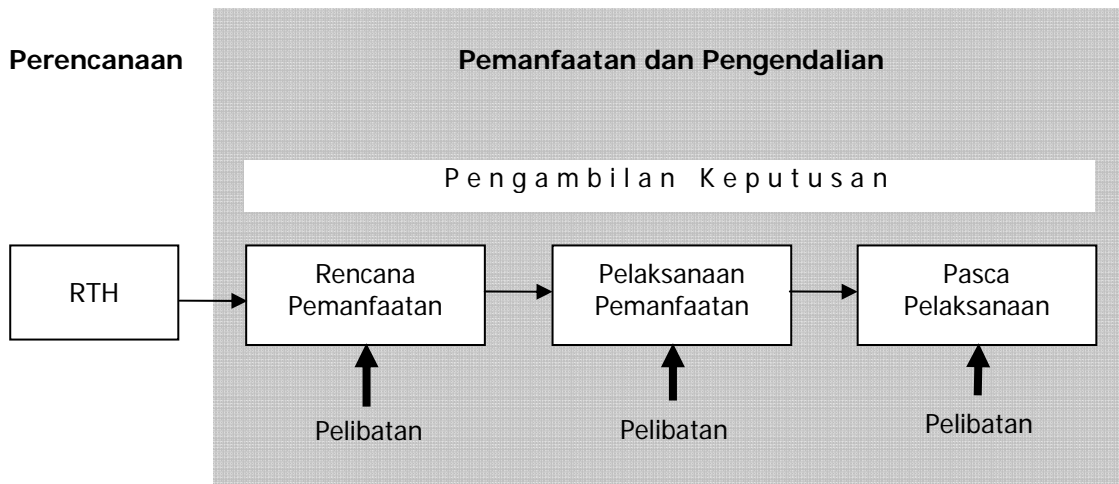 Perencanaan
Pemanfaatan dan Pengendalian
Pengambilan Keputusan
RTH
Rencana
Pemanfaatan
Pelaksanaan
Pemanfaatan
Pasca
Pelaksanaan
Pelibatan
Pelibatan
Pelibatan